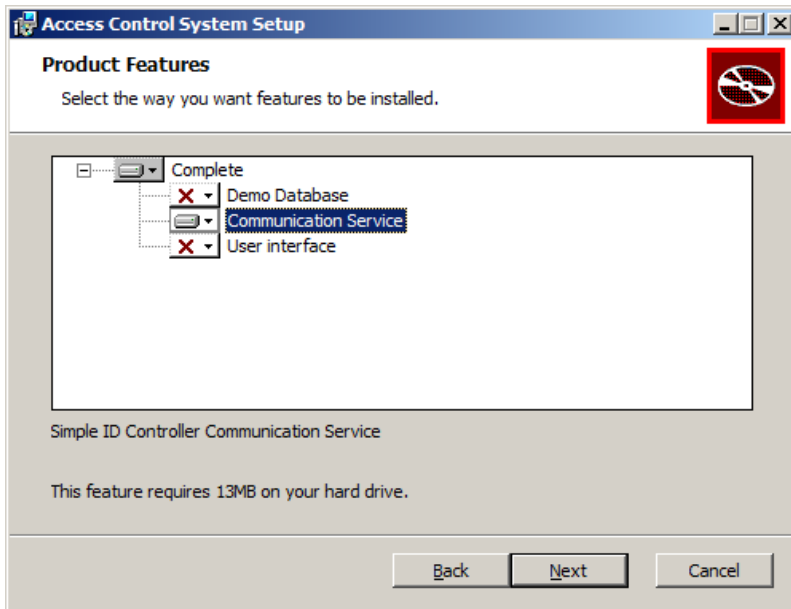 Access Control System Setup
Product Features
Select the way you want features to be installed.
Complete
Demo Database
Communication Service
User interface
Simple ID Controller Communication Service
This feature requires 13MB on your hard drive.
Back Next Cancel